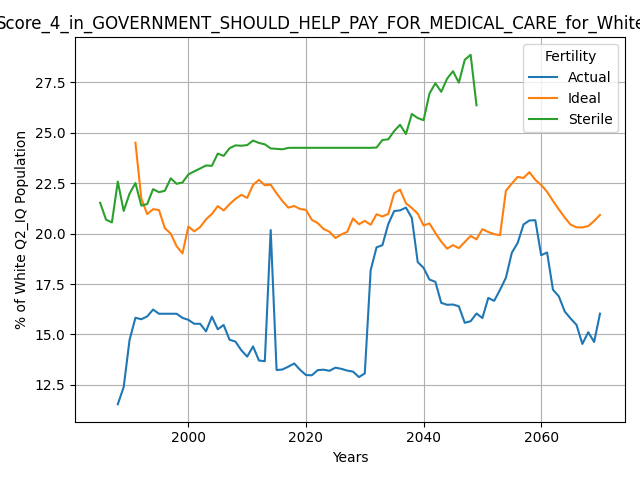 Score_4_in_GOVERNMENT_SHOULD_HELP_PAY_FOR_MEDICAL_CARE_for_White
Fertility
Actual
Ideal
Sterile
27.5
25.0
22.5
20.0
17.5
15.0
12.5
% of White Q2_IQ Population
2000
2020
2040
2060
Years